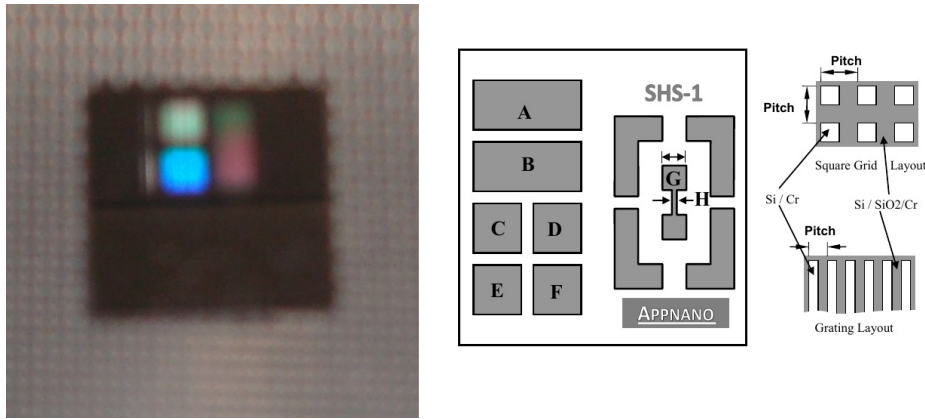 A
B
C
D
E
F
SHS-1
G
H
APPNANO
Pitch
Pitch
Square Grid Layout
Si / Cr
Si / SiO2/Cr
Pitch
Grating Layout